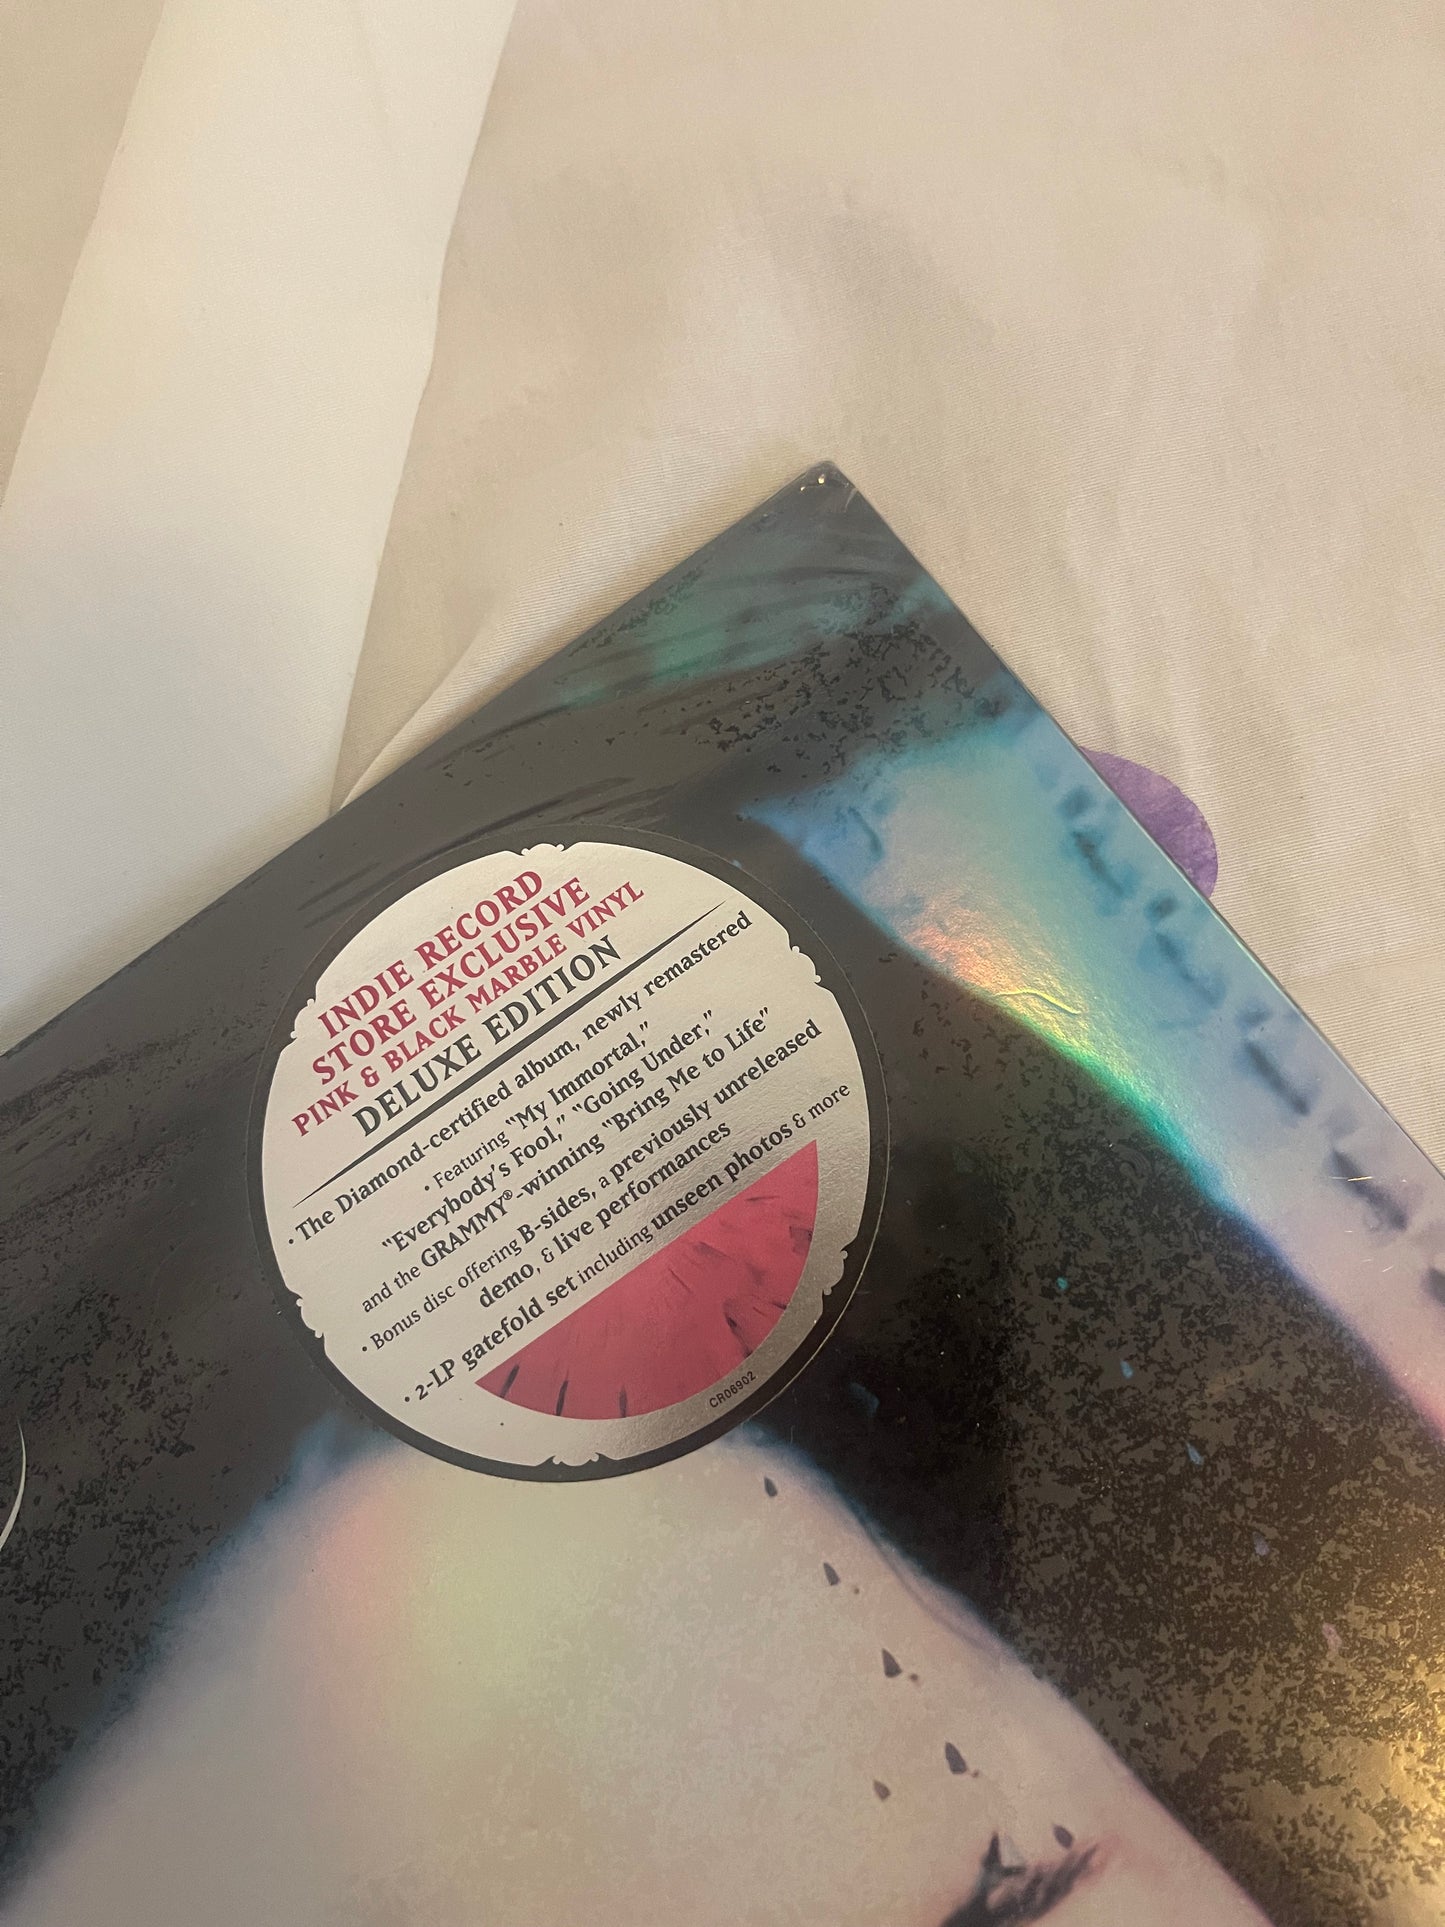 INDIE RECORD
STORE EXCLUSIVE
PINK & BLACK MARBLE VINYL
DELUXE EDITION
• The Diamond-certified album, newly remastered
• Featuring “My Immortal,”
“Everybody’s Fool,” “Going Under,”
and the GRAMMY®-winning “Bring Me to Life”
• Bonus disc offering B-sides, a previously unreleased
demo, & live performances
• 2-LP gatefold set including unseen photos & more
CR06902